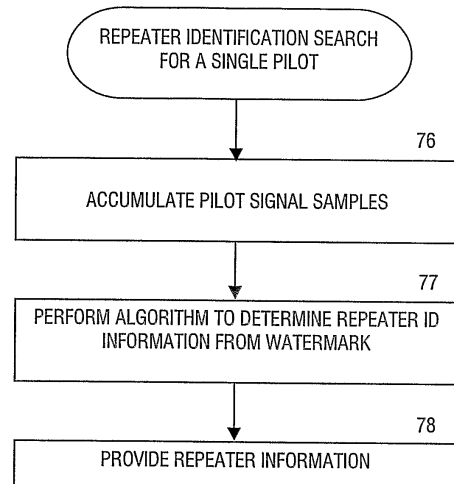 REPEATER IDENTIFICATION SEARCH
FOR A SINGLE PILOT
76
ACCUMULATE PILOT SIGNAL SAMPLES
77
PERFORM ALGORITHM TO DETERMINE REPEATER ID
INFORMATION FROM WATERMARK
78
PROVIDE REPEATER INFORMATION